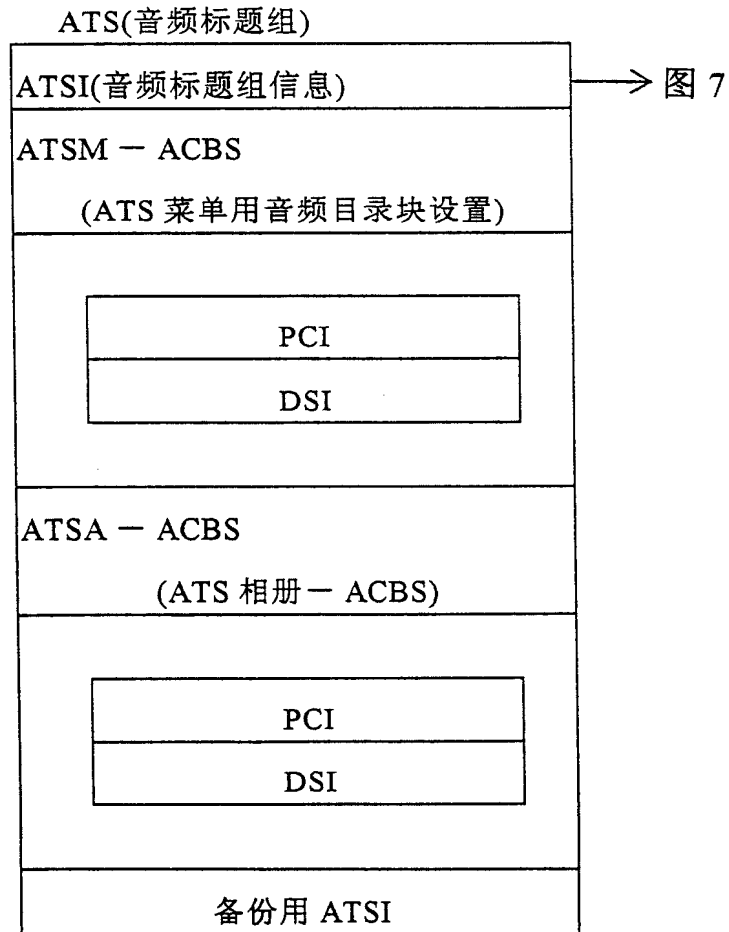 ATS(音频标题组)
ATSI(音频标题组信息) 图 7
ATSM － ACBS
(ATS 菜单用音频目录块设置)
PCI
DSI
ATSA － ACBS
(ATS 相册－ ACBS)
PCI
DSI
备份用 ATSI